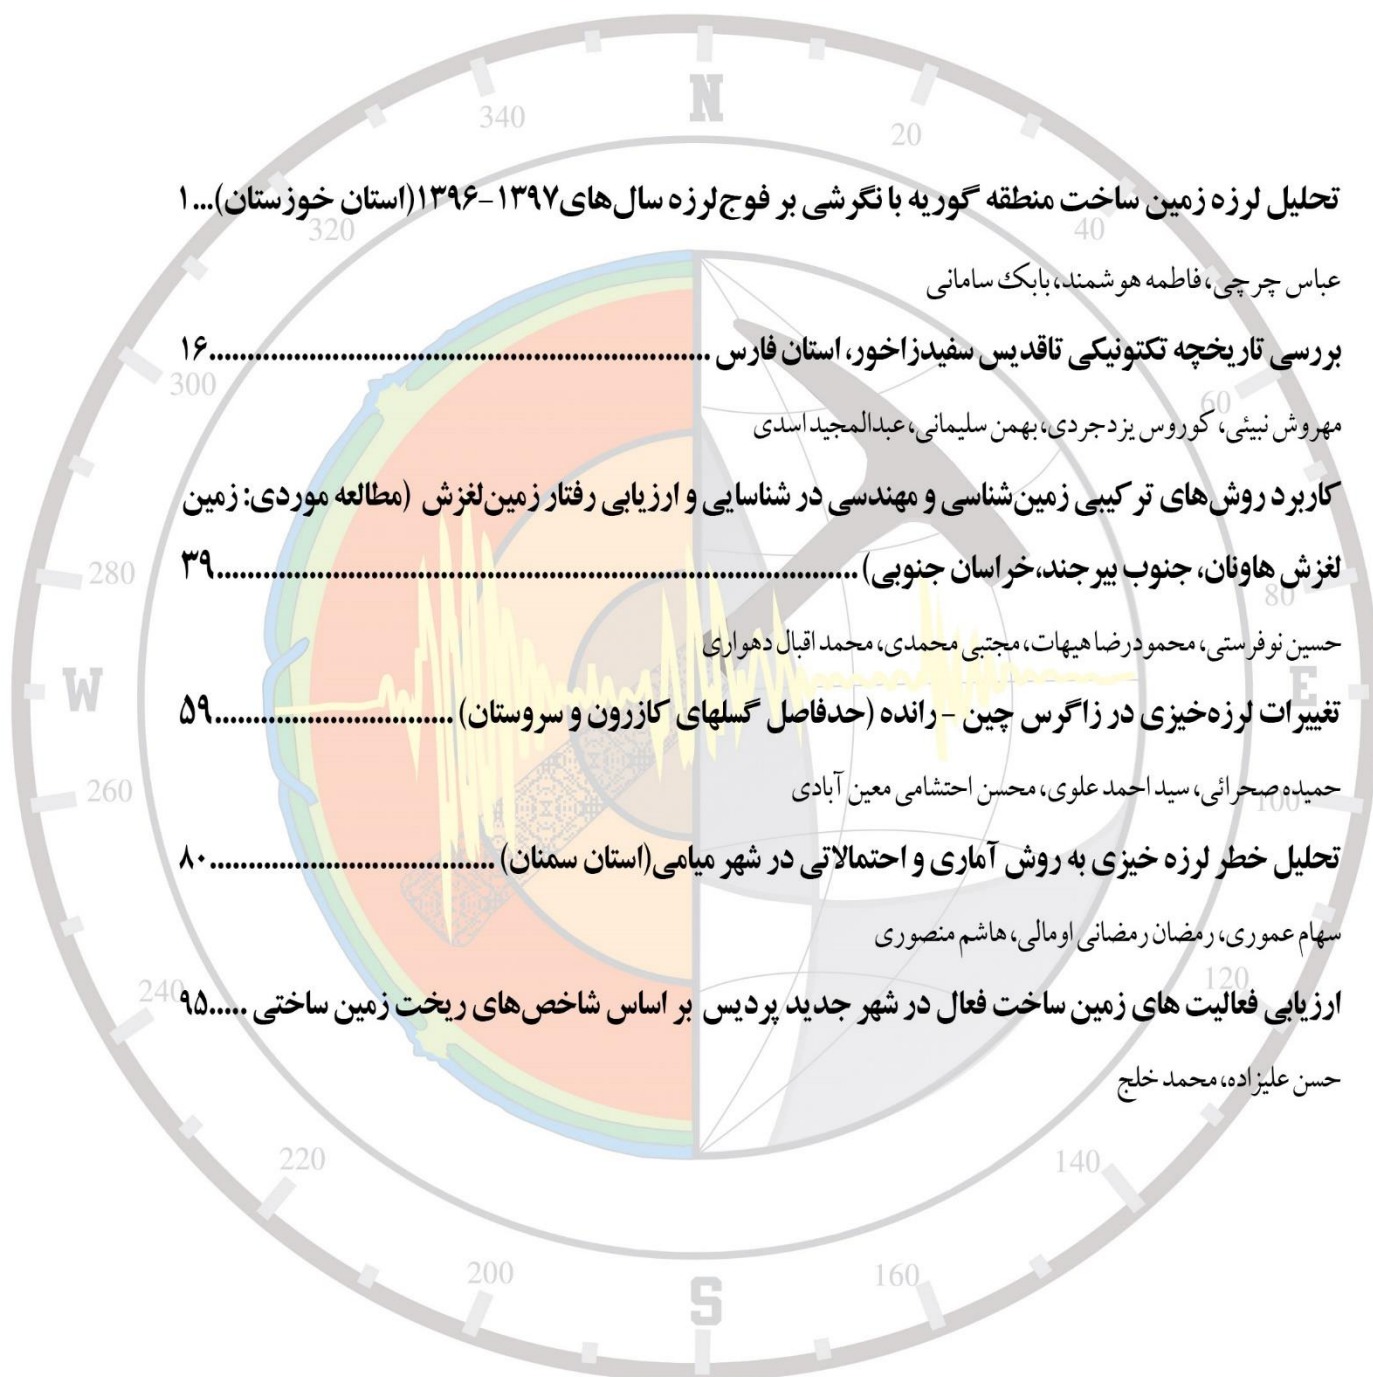 N
340
20
تحلیل لرزه زمین ساخت منطقه گوریه با نگرشی بر فوج‌لرزه سال‌های۱۳۹۷-۱۳۹۶(استان خوزستان)...۱
320
40
عباس چرچی، فاطمه هوشمند، بابک سامانی
بررسی تاریخچه تکتونیکی تاقدیس سفیدزاخور، استان فارس ................................................................۱۶
300
60
مهروش نبیئی، کوروس یزدجردی، بهمن سلیمانی، عبدالمجید اسدی
کاربرد روش‌های ترکیبی زمین‌شناسی و مهندسی در شناسایی و ارزیابی رفتار زمین‌لغزش (مطالعه موردی: زمین
لغزش هاونان، جنوب بیرجند،خراسان جنوبی) ................................................................................۳۹
280
80
حسین نوفرستی، محمودرضا هیهات، مجتبی محمدی، محمد اقبال دهواری
W
E
تغییرات لرزه‌خیزی در زاگرس چین - رانده (حدفاصل گسلهای کازرون و سروستان) ..............................۵۹
260
100
حمیده صحرائی، سید احمد علوی، محسن احتشامی معین آبادی
تحلیل خطر لرزه خیزی به روش آماری و احتمالاتی در شهر میامی(استان سمنان) ....................................۸۰
سهام عموری، رمضان رمضانی اومالی، هاشم منصوری
240
120
ارزیابی فعالیت های زمین ساخت فعال در شهر جدید پردیس بر اساس شاخص‌های ریخت زمین ساختی .....۹۵
حسن علیزاده، محمد خلج
220
140
200
160
S